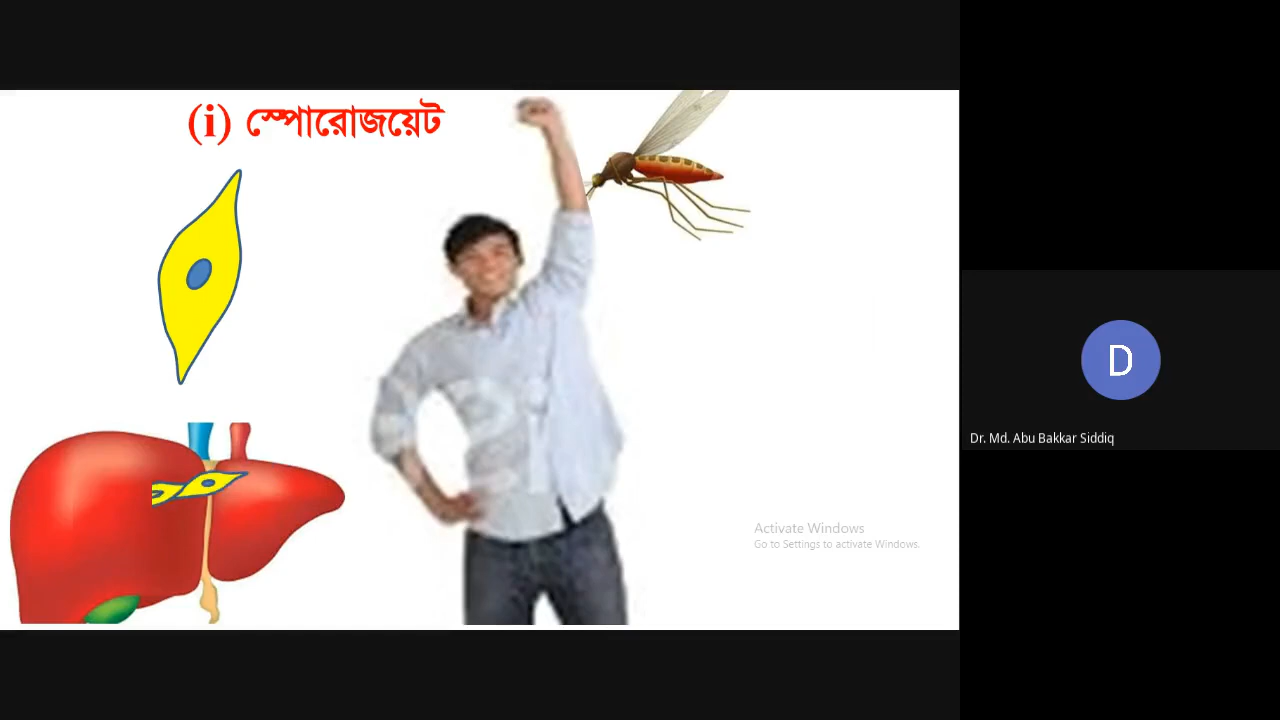 (i) স্পোরোজয়েট
D
Dr. Md. Abu Bakkar Siddiq
Activate Windows
Go to Settings to activate Windows.